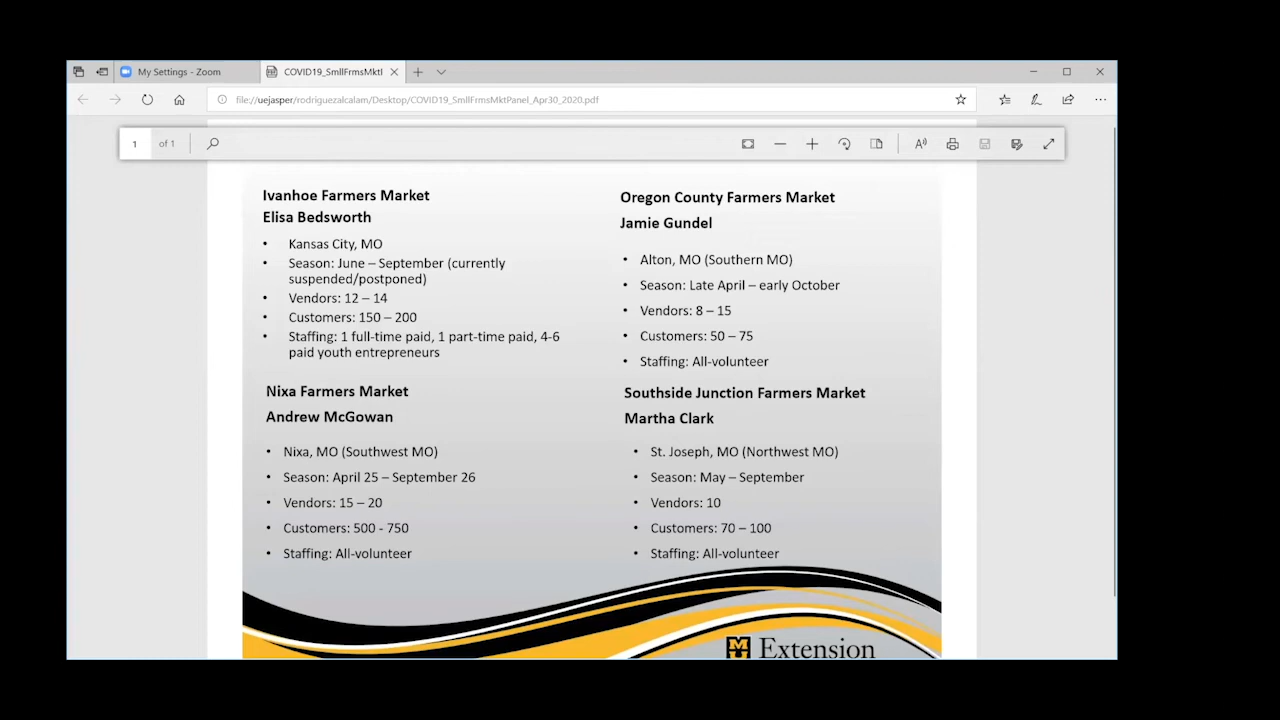 My Settings - Zoom
COVID19_SmllFrmsMktI
file://uejasper/rodriguezalcalam/Desktop/COVID19_SmllFrmsMktPanel_Apr30_2020.pdf
1 of 1
Ivanhoe Farmers Market
Elisa Bedsworth
• Kansas City, MO
• Season: June – September (currently
suspended/postponed)
• Vendors: 12 – 14
• Customers: 150 – 200
• Staffing: 1 full-time paid, 1 part-time paid, 4-6
paid youth entrepreneurs
Oregon County Farmers Market
Jamie Gundel
• Alton, MO (Southern MO)
• Season: Late April – early October
• Vendors: 8 – 15
• Customers: 50 – 75
• Staffing: All-volunteer
Nixa Farmers Market
Andrew McGowan
• Nixa, MO (Southwest MO)
• Season: April 25 – September 26
• Vendors: 15 – 20
• Customers: 500 - 750
• Staffing: All-volunteer
Southside Junction Farmers Market
Martha Clark
• St. Joseph, MO (Northwest MO)
• Season: May – September
• Vendors: 10
• Customers: 70 – 100
• Staffing: All-volunteer
Extension